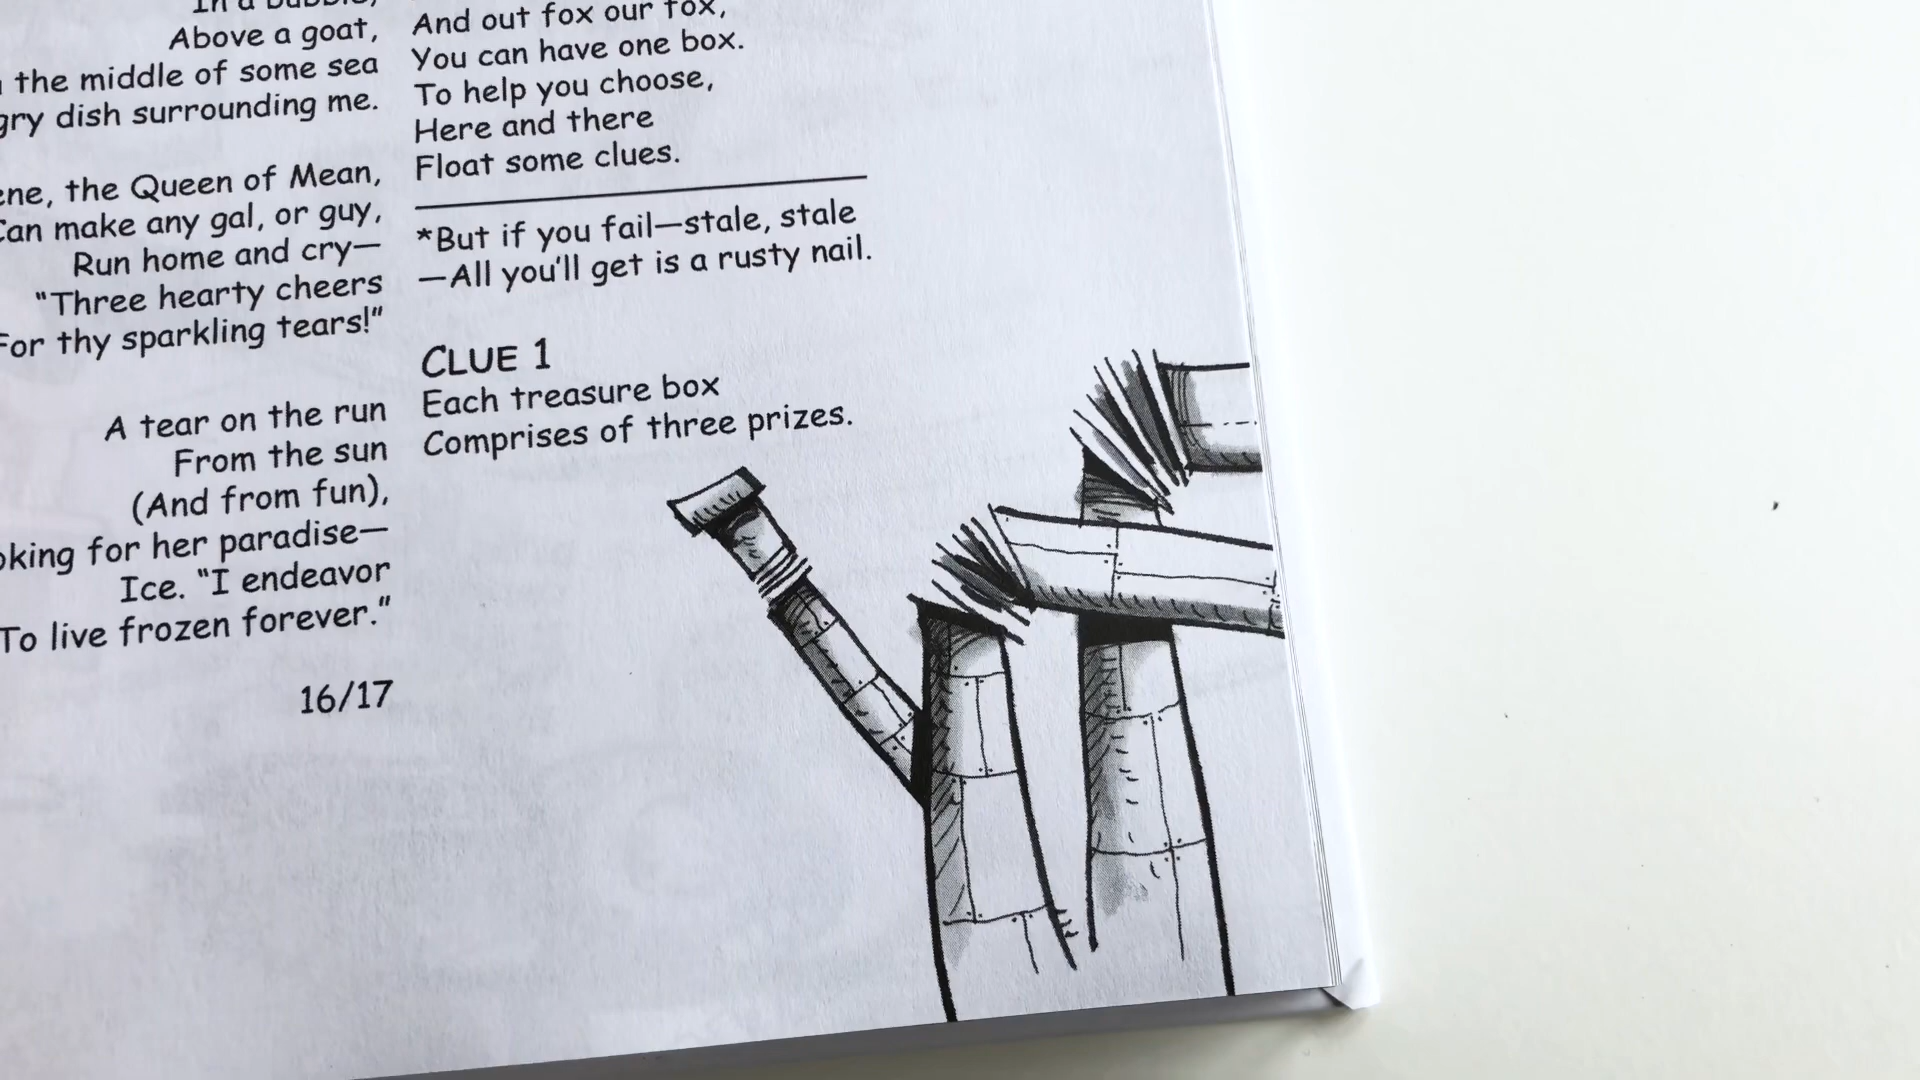 Above a goat,
the middle of some sea
dish surrounding me.
the Queen of Mean,
Can make any gal, or guy,
Run home and cry—
"Three hearty cheers
For thy sparkling tears!"
A tear on the run
From the sun
(And from fun),
for her paradise—
Ice. "I endeavor
To live frozen forever."
16/17
And out fox our fox,
You can have one box.
To help you choose,
Here and there
Float some clues.
*But if you fail—stale, stale
—All you'll get is a rusty nail.
CLUE 1
Each treasure box
Comprises of three prizes.